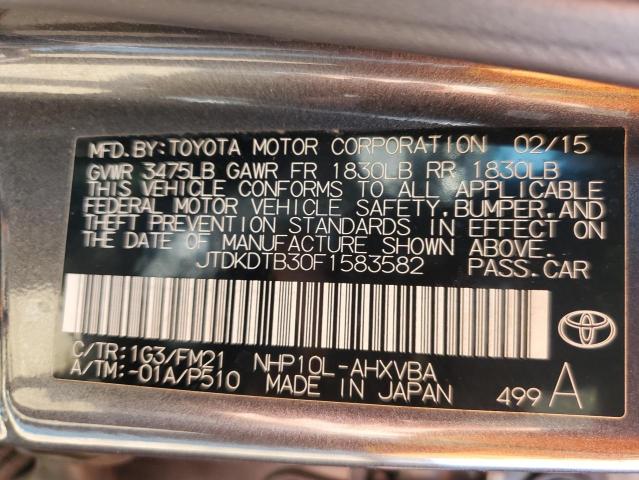 MFD.BY:TOYOTA MOTOR CORPORATION 02/15
GVWR 3475LB GAWR FR 1830LB RR 1830LB
THIS VEHICLE CONFORMS TO ALL APPLICABLE
FEDERAL MOTOR VEHICLE SAFETY,BUMPER,AND
THEFT PREVENTION STANDARDS IN EFFECT ON
THE DATE OF MANUFACTURE SHOWN ABOVE.
JTDKDTB30F1583582 PASS.CAR
C/TR:1G3/FM21 NHP10L-AHXVBA
A/TM:-01A/P510 MADE IN JAPAN 499 A